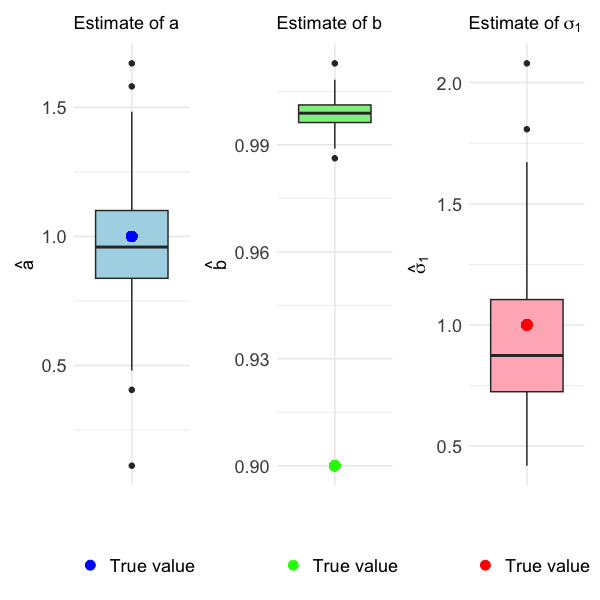 Estimate of a
Estimate of b
Estimate of σ₁
1.5
1.0
0.5
â
0.99
0.96
0.93
0.90
b̂
2.0
1.5
1.0
0.5
σ̂₁
True value
True value
True value